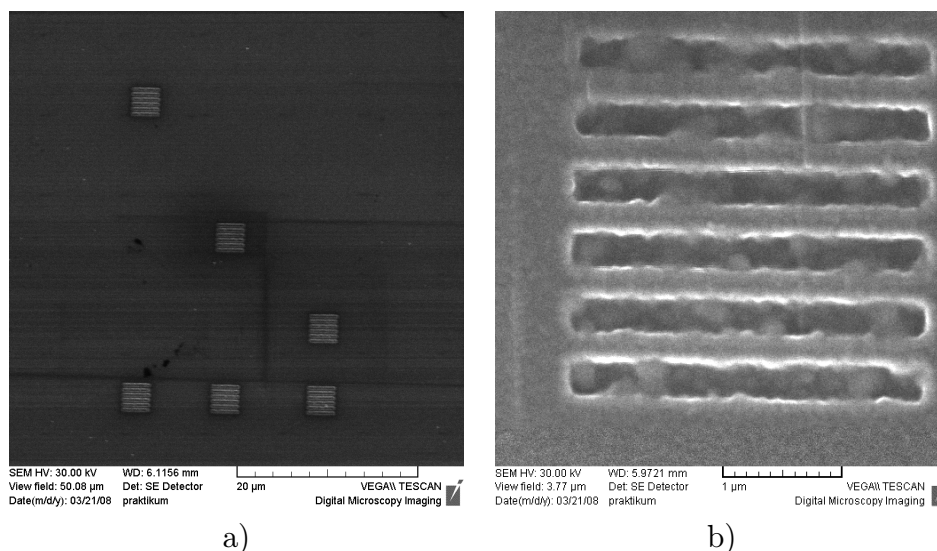 SEM HV: 30.00 kV WD: 6.1156 mm
View field: 50.08 µm Det: SE Detector 20 µm VEGA\\ TESCAN
Date(m/d/y): 03/21/08 praktikum Digital Microscopy Imaging
SEM HV: 30.00 kV WD: 5.9721 mm
View field: 3.77 µm Det: SE Detector 1 µm VEGA\\ TESCAN
Date(m/d/y): 03/21/08 praktikum Digital Microscopy Imaging
a) b)